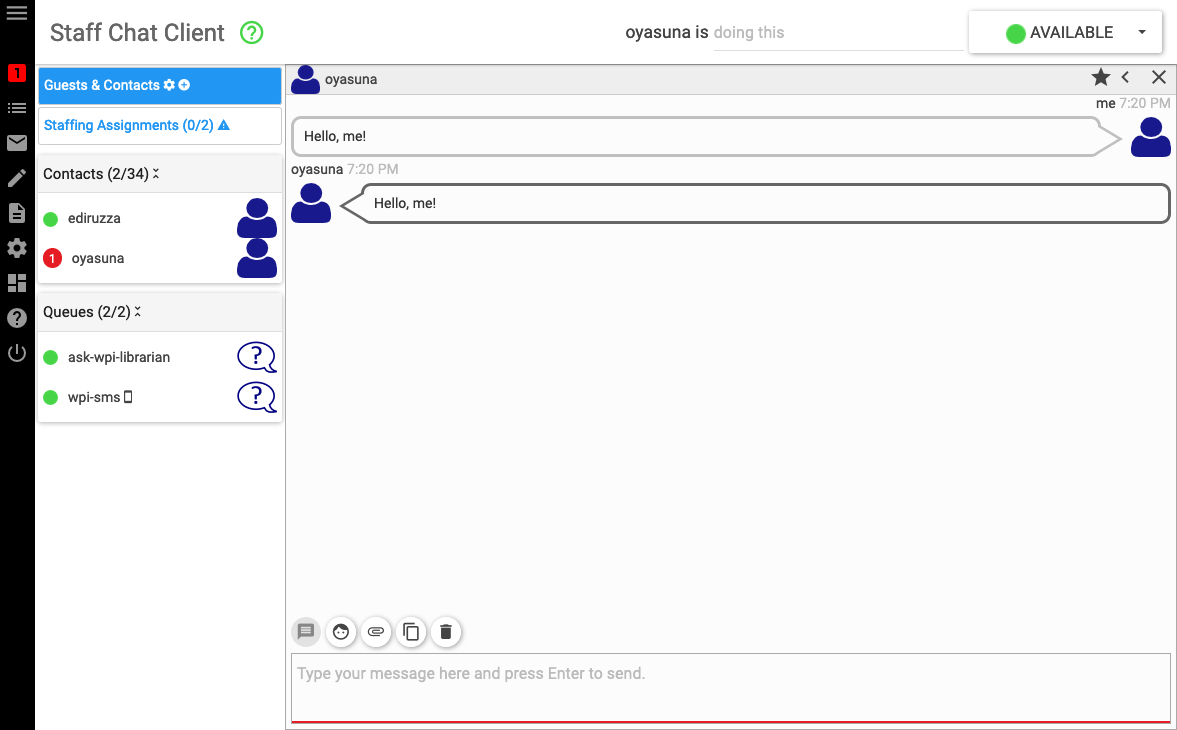 Staff Chat Client ?
oyasuna is doing this
AVAILABLE
1
Guests & Contacts
Staffing Assignments (0/2)
Contacts (2/34)
ediruzza
1 oyasuna
Queues (2/2)
ask-wpi-librarian ?
wpi-sms ?
?
oyasuna
me 7:20 PM
Hello, me!
oyasuna 7:20 PM
Hello, me!
Type your message here and press Enter to send.